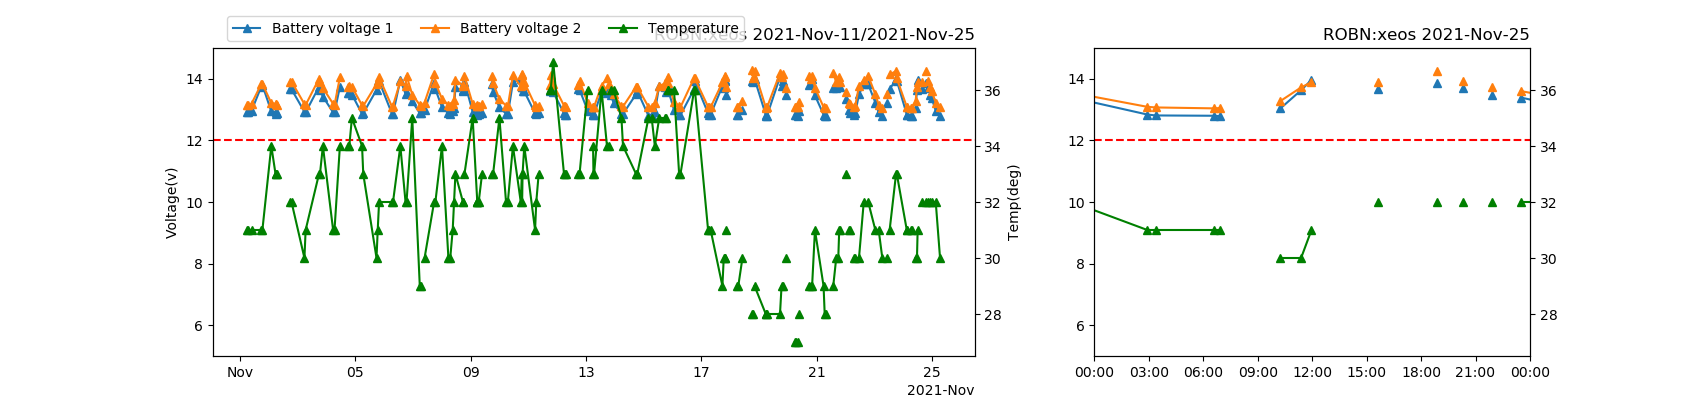 Battery voltage 1 Battery voltage 2 Temperature
ROBN:xeos 2021-Nov-11/2021-Nov-25
Voltage(v)
14
12
10
8
6
Nov 05 09 13 17 21 25
2021-Nov
36
34
32
30
28
Temp(deg)
ROBN:xeos 2021-Nov-25
14
12
10
8
6
00:00 03:00 06:00 09:00 12:00 15:00 18:00 21:00 00:00
36
34
32
30
28